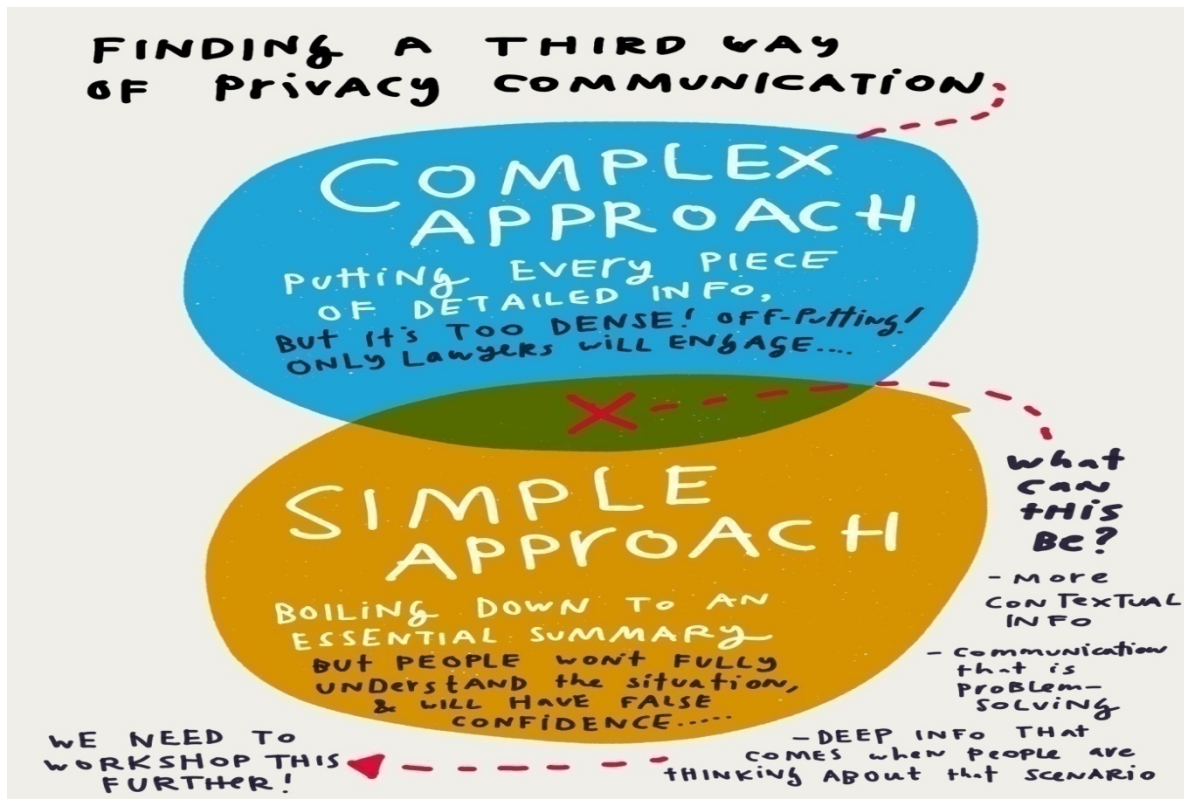 FINDING A THIRD WAY
OF PRIVACY COMMUNICATION
COMPLEX
APPROACH
PUTTING EVERY PIECE
OF DETAILED INFO,
BUT IT'S TOO DENSE! OFF-PUTTING!
ONLY LAWYERS WILL ENGAGE....
SIMPLE
APPROACH
BOILING DOWN TO AN
ESSENTIAL SUMMARY
BUT PEOPLE WON'T FULLY
UNDERSTAND the situation,
& WILL HAVE FALSE
CONFIDENCE.....
What
CAN
tHiS
BE?
- MORE
CONTEXTUAL
INFO
- COMMUNICATION
that is
PROBLEM-
SOLVING
- DEEP INFO THAT
COMES WHEN PEOPLE ARE
THINKING ABOUT that SCENARIO
WE NEED TO
WORKSHOP THIS
FURTHER!